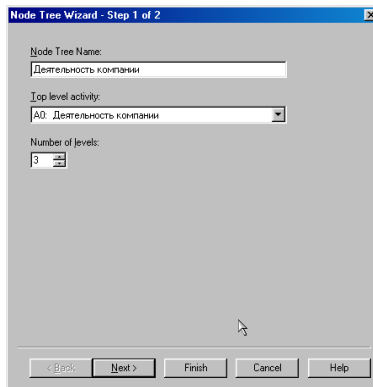 Node Tree Wizard - Step 1 of 2
Node Tree Name:
Деятельность компании
Top level activity:
A0: Деятельность компании
Number of levels:
3
< Back Next > Finish Cancel Help